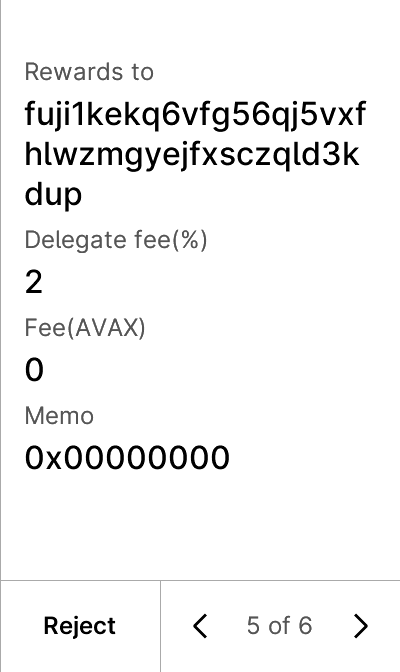 Rewards to
fuji1kekq6vfg56qj5vxf
hlwzmgyejfxsczqld3k
dup
Delegate fee(%)
2
Fee(AVAX)
0
Memo
0x00000000
Reject
5 of 6